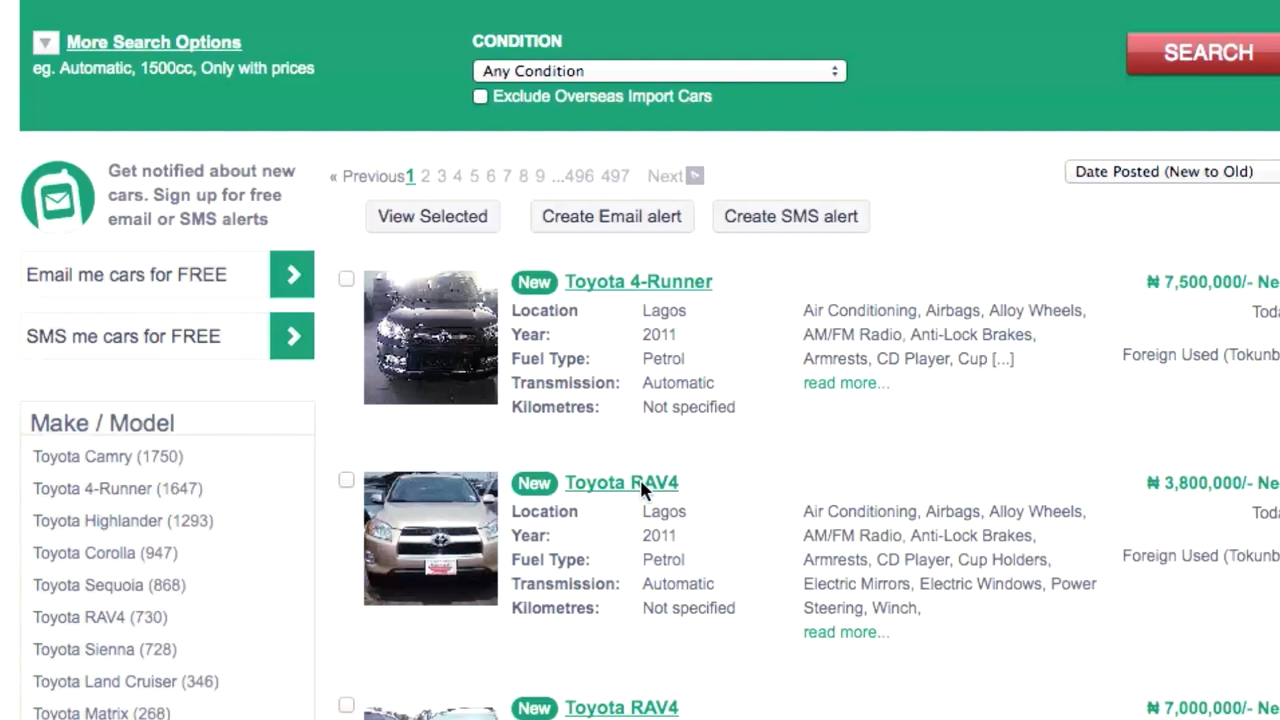 More Search Options
eg. Automatic, 1500cc, Only with prices
CONDITION
Any Condition
Exclude Overseas Import Cars
SEARCH
Get notified about new
cars. Sign up for free
email or SMS alerts
Email me cars for FREE
SMS me cars for FREE
« Previous 1 2 3 4 5 6 7 8 9 ...496 497 Next
Date Posted (New to Old)
View Selected Create Email alert Create SMS alert
New Toyota 4-Runner ₦ 7,500,000/- Ne
Location Lagos Air Conditioning, Airbags, Alloy Wheels, Toda
Year: 2011 AM/FM Radio, Anti-Lock Brakes,
Fuel Type: Petrol Armrests, CD Player, Cup [...] Foreign Used (Tokunb
Transmission: Automatic read more...
Kilometres: Not specified
New Toyota RAV4 ₦ 3,800,000/- Ne
Location Lagos Air Conditioning, Airbags, Alloy Wheels, Toda
Year: 2011 AM/FM Radio, Anti-Lock Brakes,
Fuel Type: Petrol Armrests, CD Player, Cup Holders, Foreign Used (Tokunb
Transmission: Automatic Electric Mirrors, Electric Windows, Power
Kilometres: Not specified Steering, Winch,
read more...
New Toyota RAV4 ₦ 7,000,000/- Ne
Make / Model
Toyota Camry (1750)
Toyota 4-Runner (1647)
Toyota Highlander (1293)
Toyota Corolla (947)
Toyota Sequoia (868)
Toyota RAV4 (730)
Toyota Sienna (728)
Toyota Land Cruiser (346)
Toyota Matrix (268)